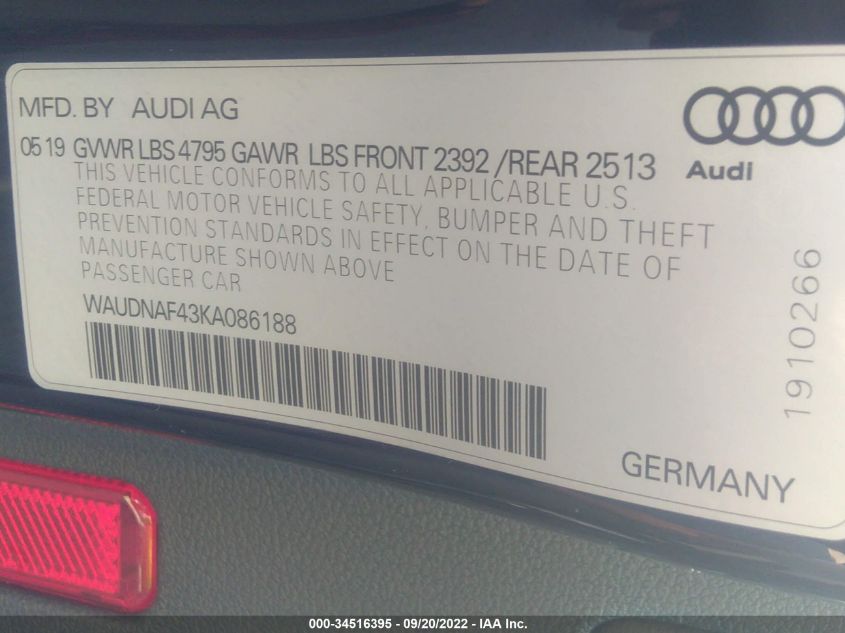 MFD. BY AUDI AG
Audi
05 19 GVWR LBS 4795 GAWR LBS FRONT 2392 /REAR 2513
THIS VEHICLE CONFORMS TO ALL APPLICABLE U.S.
FEDERAL MOTOR VEHICLE SAFETY, BUMPER AND THEFT
PREVENTION STANDARDS IN EFFECT ON THE DATE OF
MANUFACTURE SHOWN ABOVE
PASSENGER CAR
WAUDNAF43KA086188
1910266
GERMANY
000-34516395 - 09/20/2022 - IAA Inc.